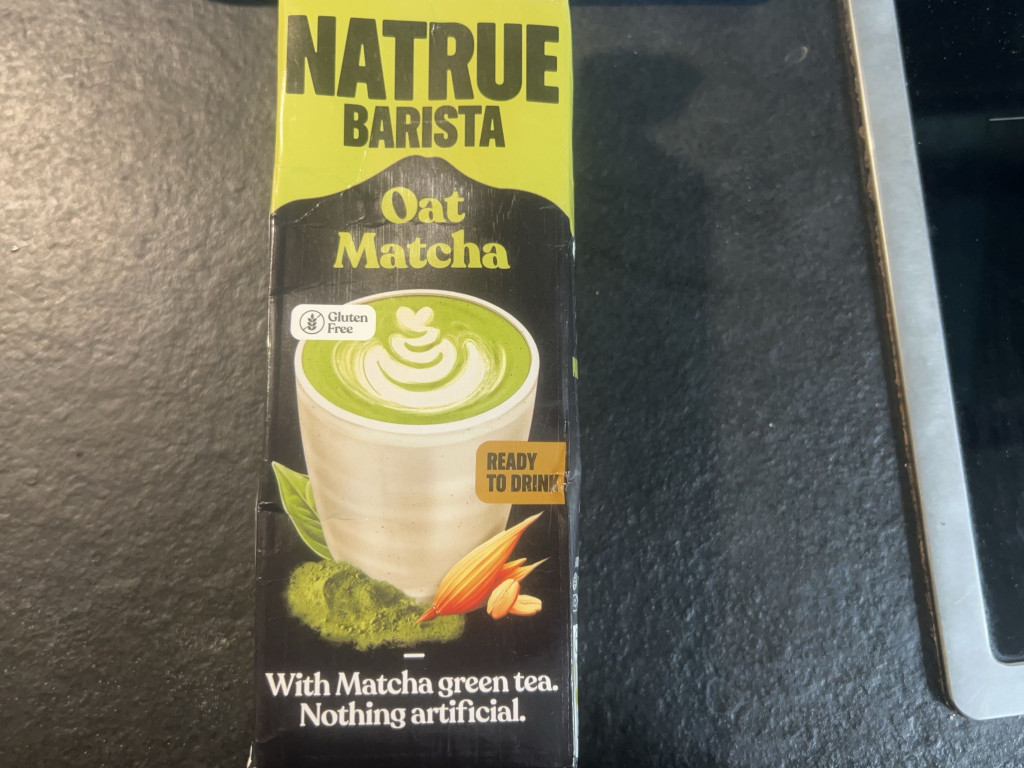 NATRUE
BARISTA
Oat
Matcha
Gluten
Free
READY
TO DRINK
With Matcha green tea.
Nothing artificial.